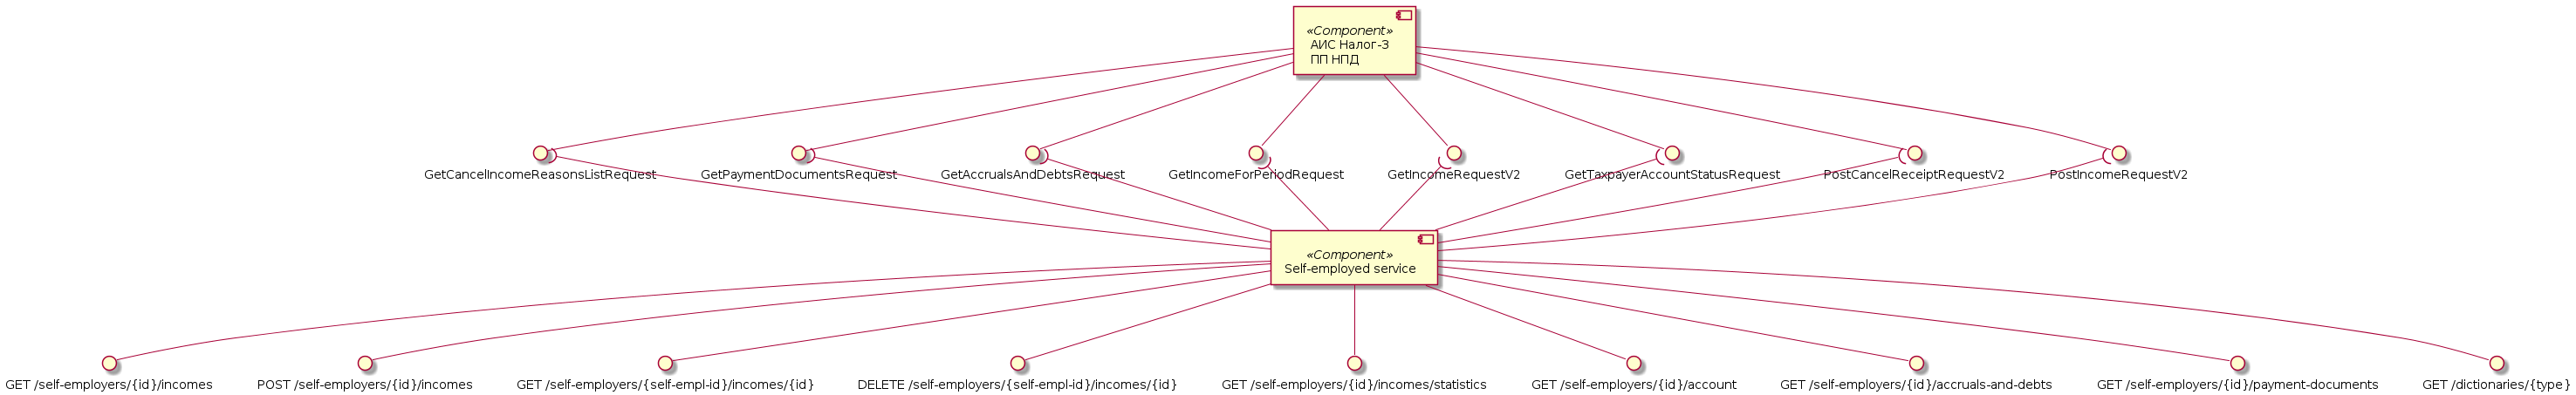 «Component»
АИС Налог-3
ПП НПД
GetCancelIncomeReasonsListRequest
GetPaymentDocumentsRequest
GetAccrualsAndDebtsRequest
GetIncomeForPeriodRequest
GetIncomeRequestV2
GetTaxpayerAccountStatusRequest
PostCancelReceiptRequestV2
PostIncomeRequestV2
«Component»
Self-employed service
GET /self-employers/{id}/incomes
POST /self-employers/{id}/incomes
GET /self-employers/{self-empl-id}/incomes/{id}
DELETE /self-employers/{self-empl-id}/incomes/{id}
GET /self-employers/{id}/incomes/statistics
GET /self-employers/{id}/account
GET /self-employers/{id}/accruals-and-debts
GET /self-employers/{id}/payment-documents
GET /dictionaries/{type}